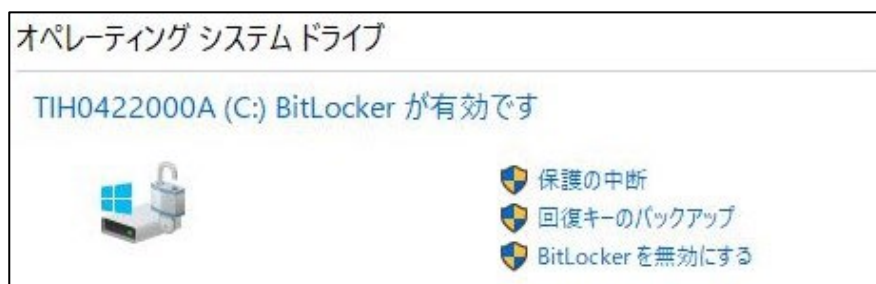 オペレーティング システム ドライブ
TIH0422000A (C:) BitLocker が有効です
保護の中断
回復キーのバックアップ
BitLocker を無効にする